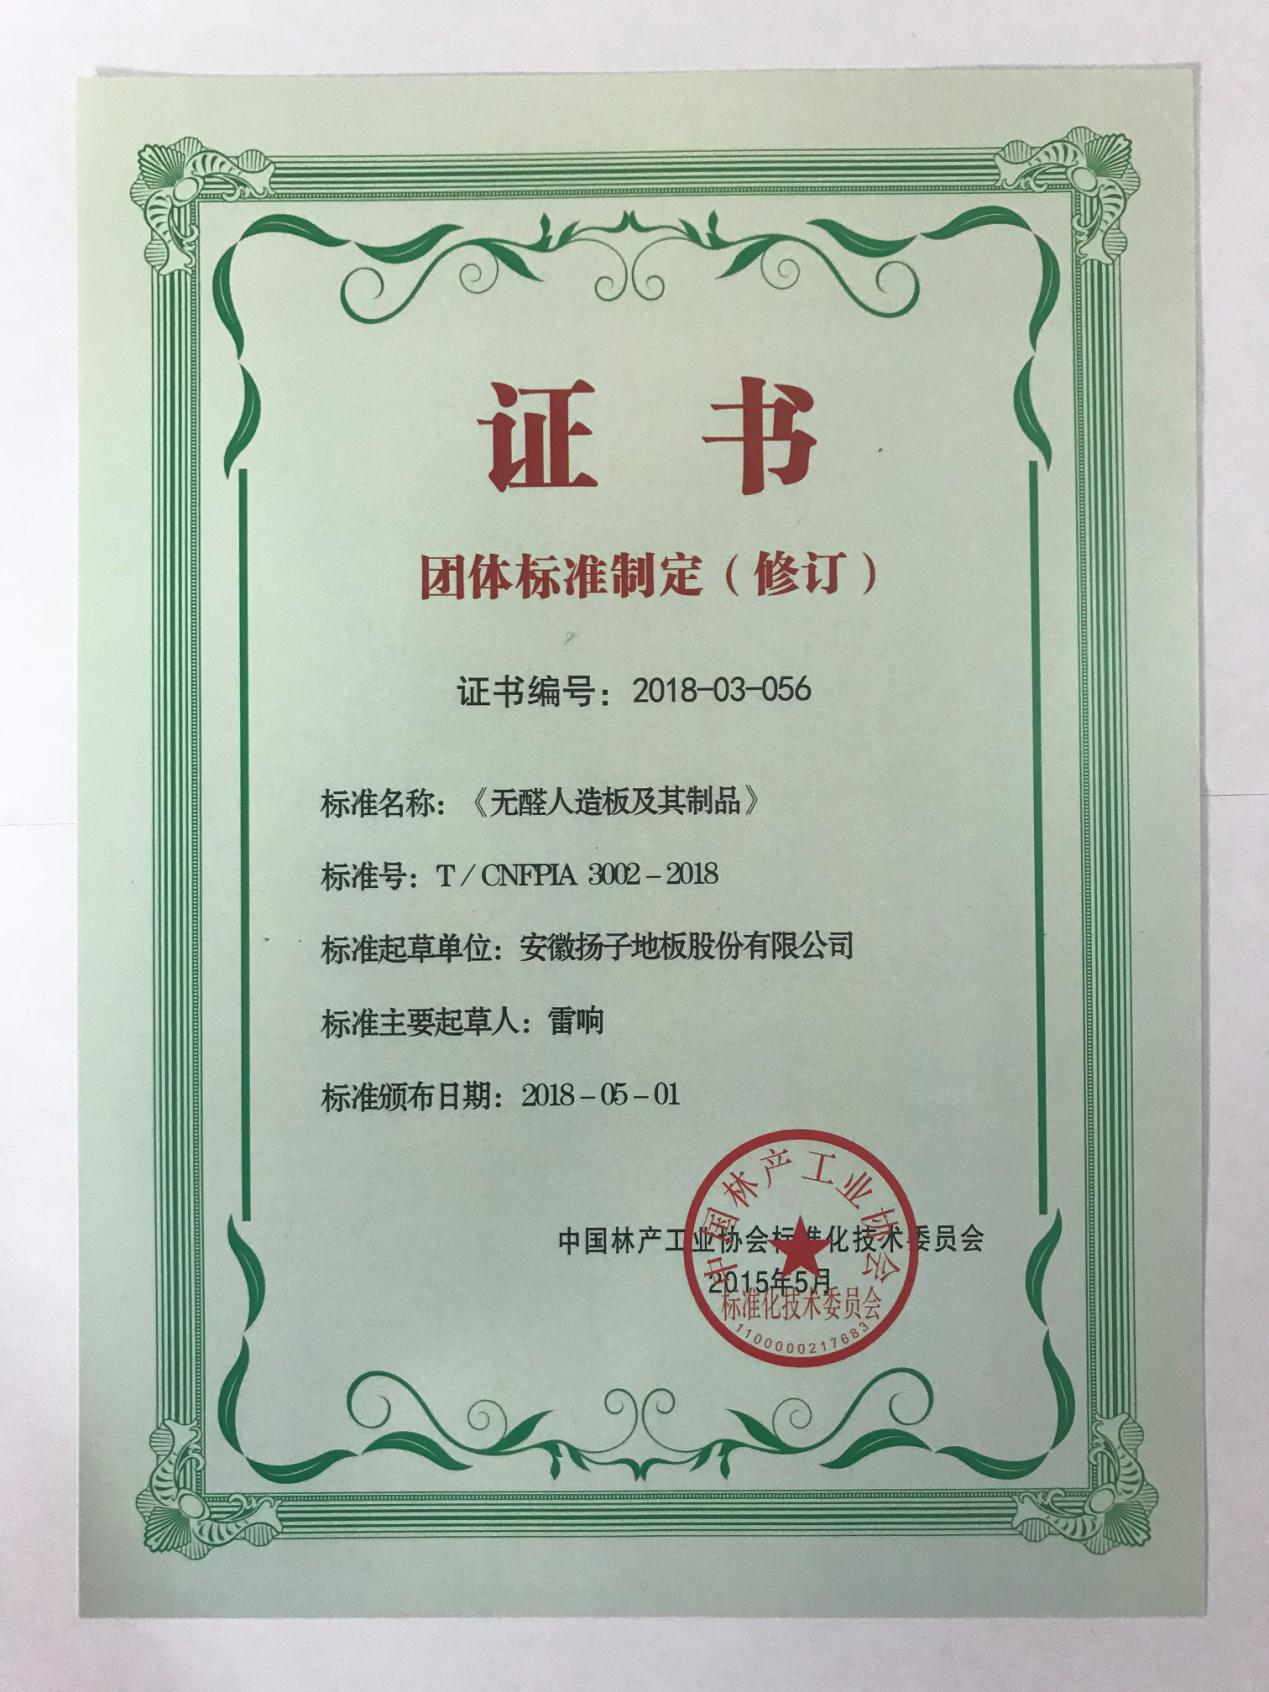 证 书
团体标准制定（修订）
证书编号：2018-03-056
标准名称：《无醛人造板及其制品》
标准号：T／CNFPIA 3002－2018
标准起草单位：安徽扬子地板股份有限公司
标准主要起草人：雷响
标准颁布日期：2018－05－01
中国林产工业协会标准化技术委员会
2015年5月
中国林产工业协会
标准化技术委员会
1100000217683